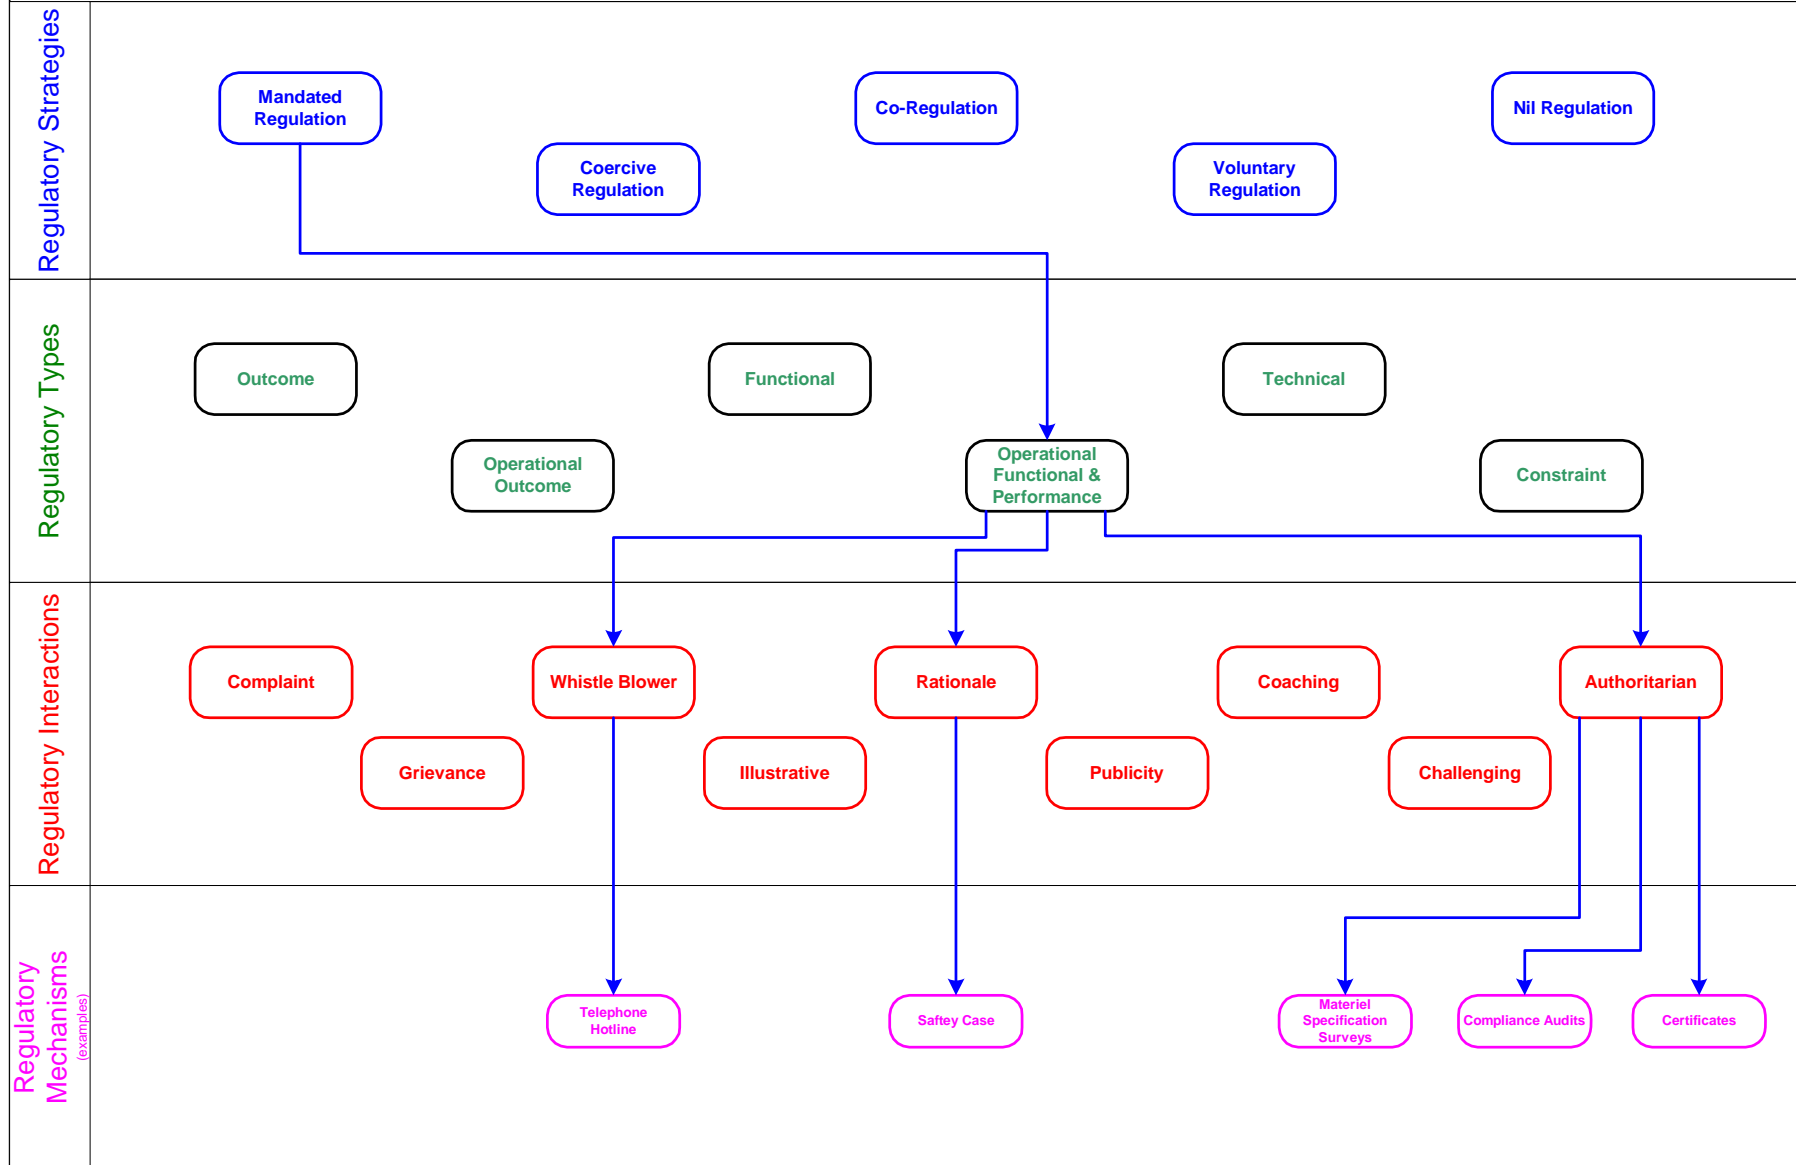 Regulatory Strategies
Mandated
Regulation
Co-Regulation
Nil Regulation
Coercive
Regulation
Voluntary
Regulation
Regulatory Types
Outcome
Functional
Technical
Operational
Outcome
Operational
Functional &
Performance
Constraint
Regulatory Interactions
Complaint
Whistle Blower
Rationale
Coaching
Authoritarian
Grievance
Illustrative
Publicity
Challenging
Regulatory
Mechanisms
(examples)
Telephone
Hotline
Saftey Case
Materiel
Specification
Surveys
Compliance Audits
Certificates